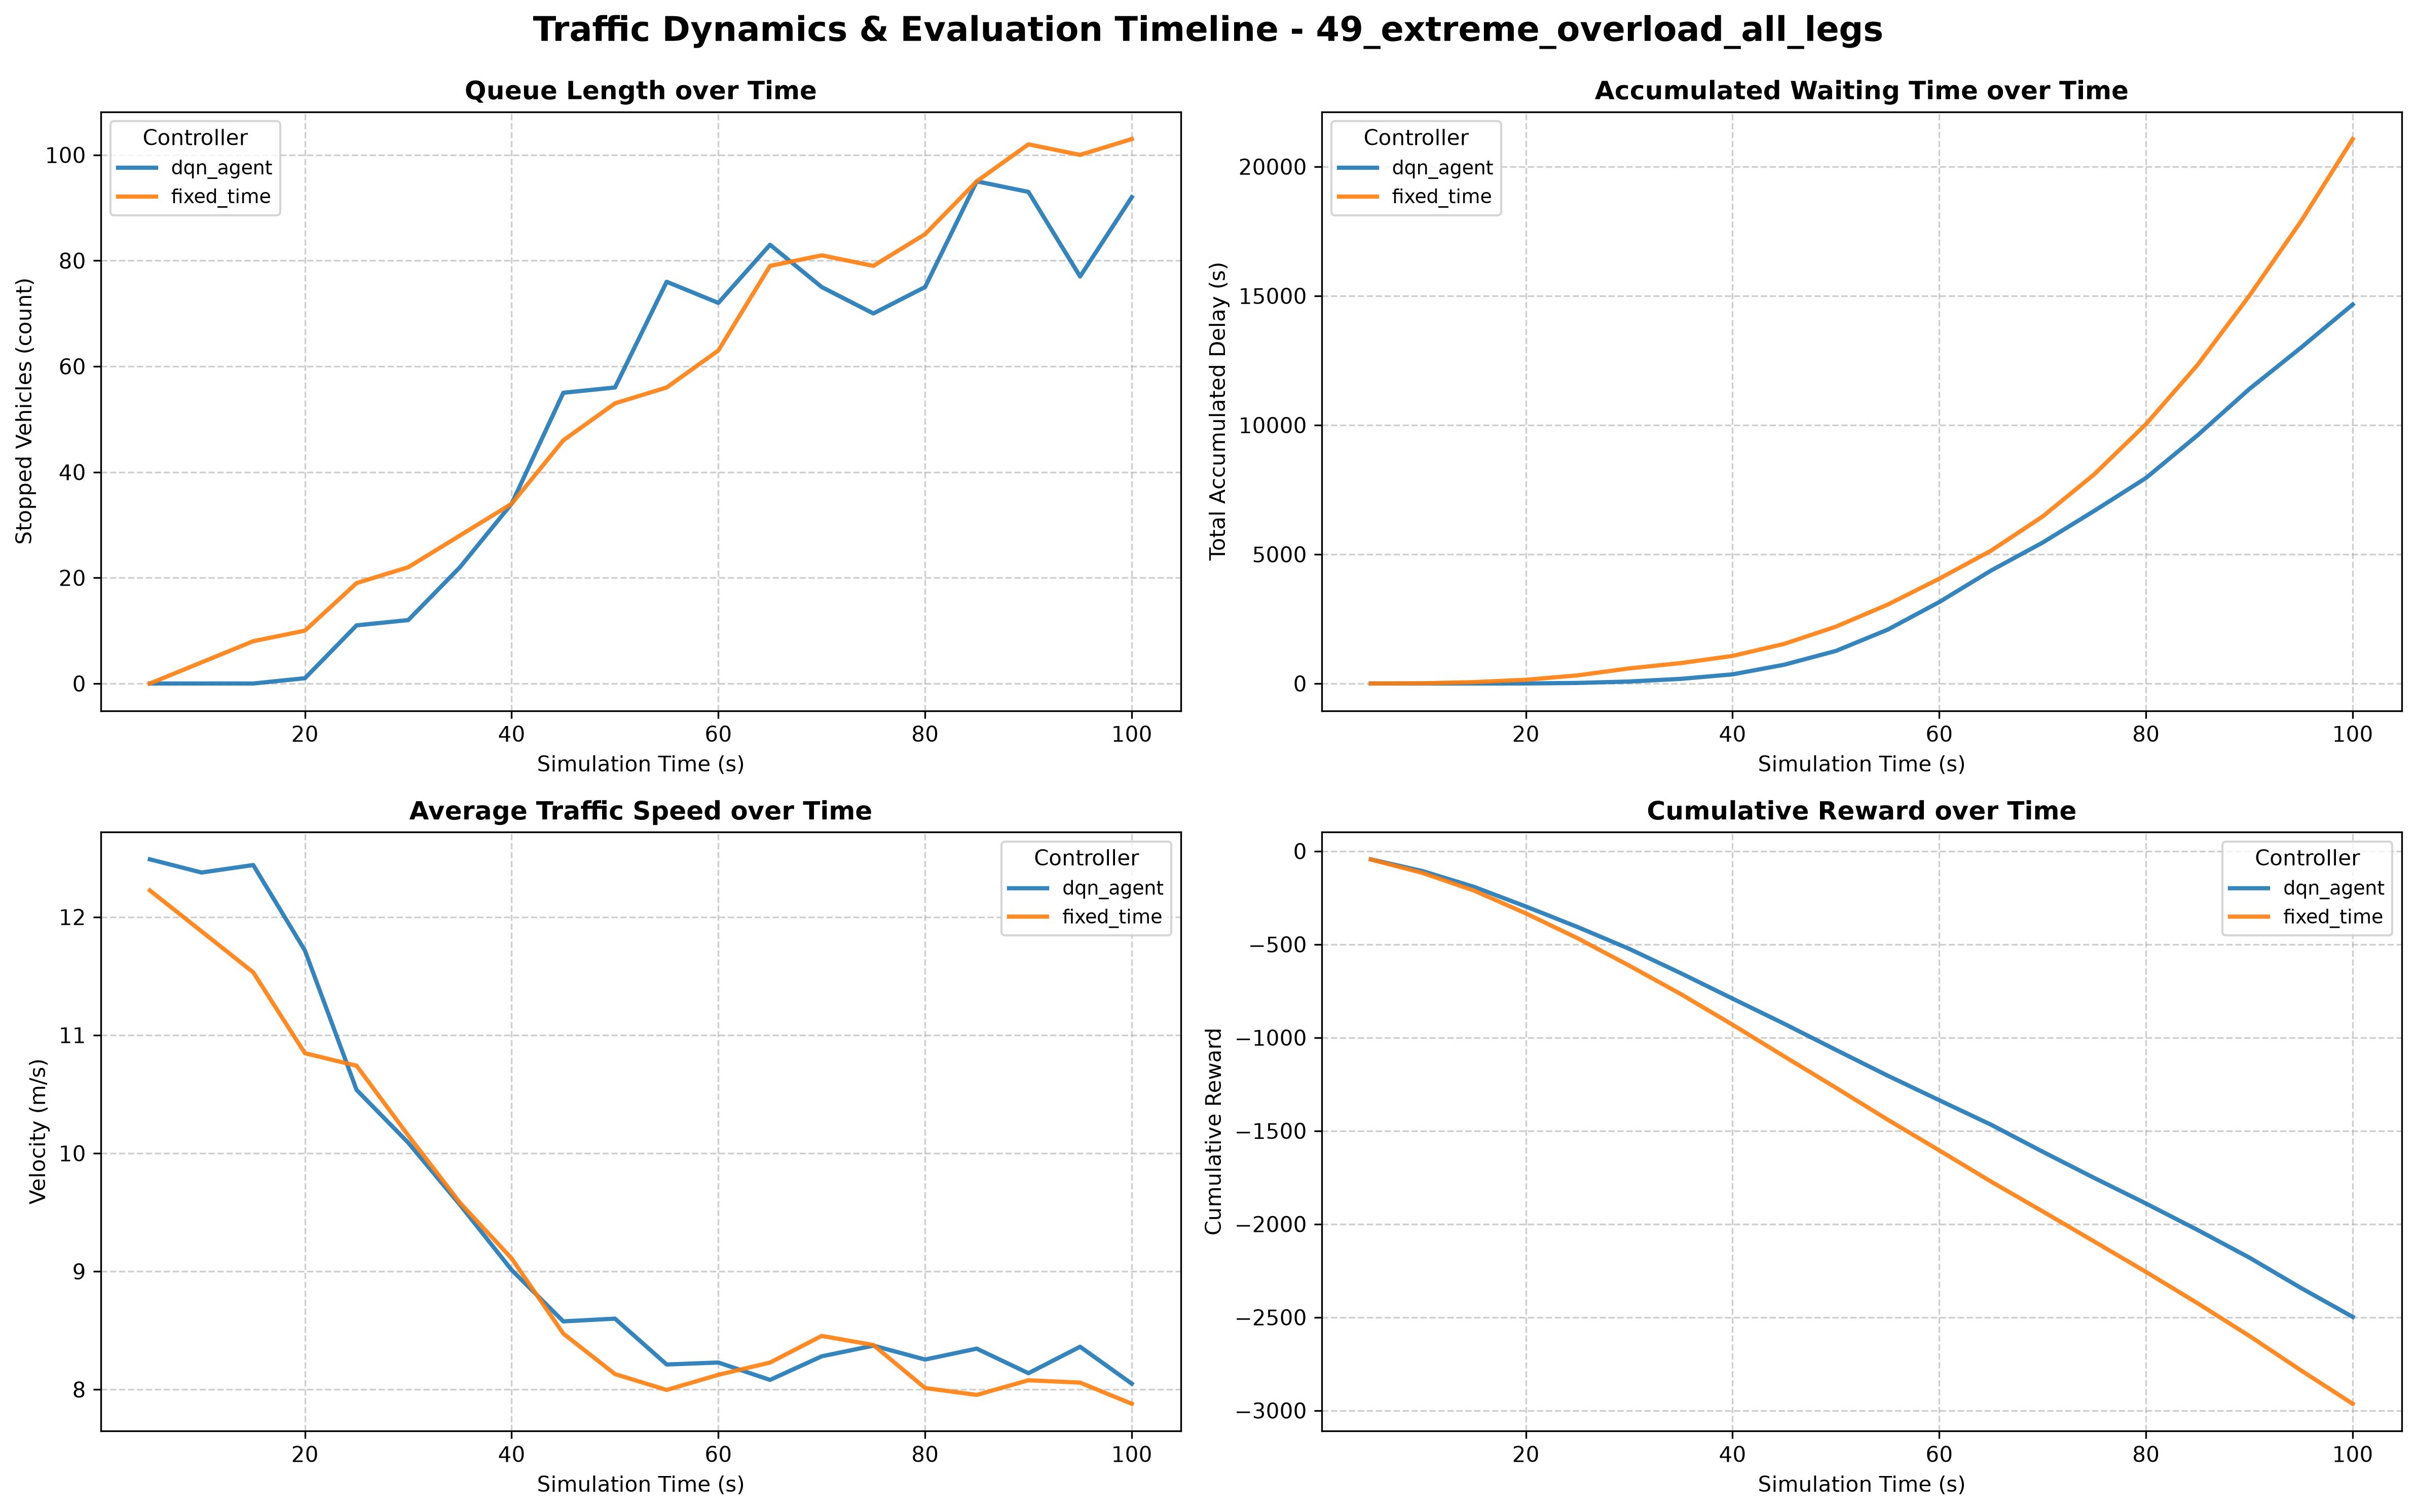 Traffic Dynamics & Evaluation Timeline - 49_extreme_overload_all_legs
Queue Length over Time
Controller
dqn_agent
fixed_time
Stopped Vehicles (count)
100
80
60
40
20
0
20 40 60 80 100
Simulation Time (s)
Accumulated Waiting Time over Time
Controller
dqn_agent
fixed_time
Total Accumulated Delay (s)
20000
15000
10000
5000
0
20 40 60 80 100
Simulation Time (s)
Average Traffic Speed over Time
Controller
dqn_agent
fixed_time
Velocity (m/s)
12
11
10
9
8
20 40 60 80 100
Simulation Time (s)
Cumulative Reward over Time
Controller
dqn_agent
fixed_time
Cumulative Reward
0
−500
−1000
−1500
−2000
−2500
−3000
20 40 60 80 100
Simulation Time (s)